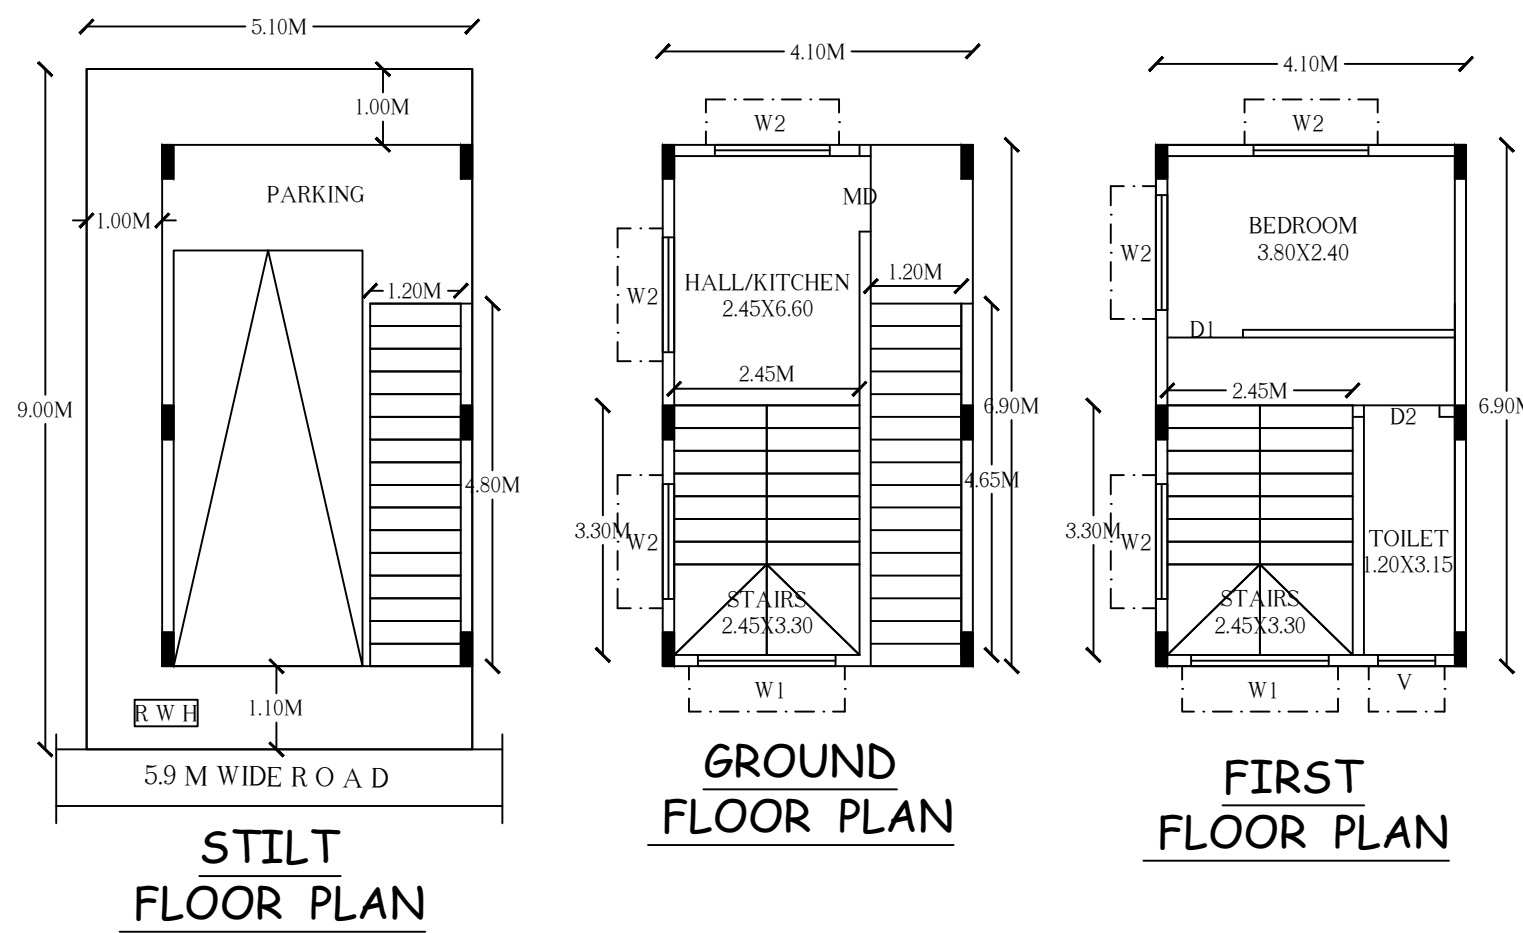 5.10M
1.00M
PARKING
1.00M
1.20M
9.00M
4.80M
1.10M
R W H
5.9 M WIDE R O A D
STILT
FLOOR PLAN
4.10M
W2
MD
1.20M
HALL/KITCHEN
2.45X6.60
W2
2.45M
6.90M
4.65M
3.30M
W2
STAIRS
2.45X3.30
W1
GROUND
FLOOR PLAN
4.10M
W2
BEDROOM
3.80X2.40
W2
D1
2.45M
D2
6.90M
3.30M
W2
TOILET
1.20X3.15
STAIRS
2.45X3.30
W1
V
FIRST
FLOOR PLAN